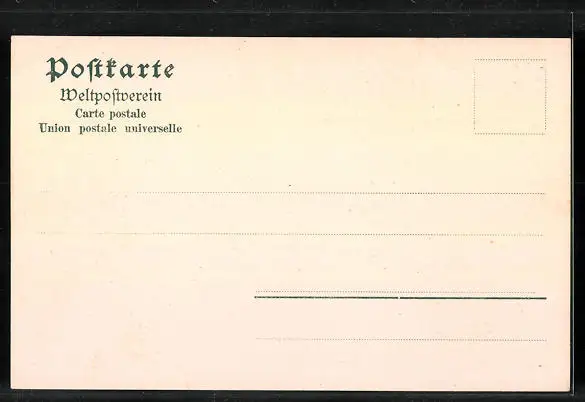 Postkarte
Weltpostverein
Carte postale
Union postale universelle